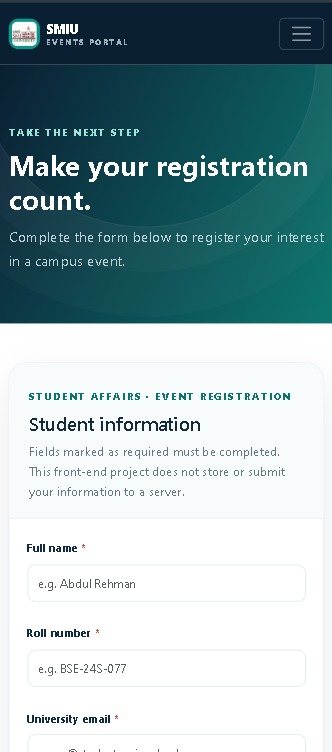 SMIU
EVENTS PORTAL
TAKE THE NEXT STEP
Make your registration
count.
Complete the form below to register your interest
in a campus event.
STUDENT AFFAIRS · EVENT REGISTRATION
Student information
Fields marked as required must be completed.
This front-end project does not store or submit
your information to a server.
Full name *
e.g. Abdul Rehman
Roll number *
e.g. BSE-24S-077
University email *